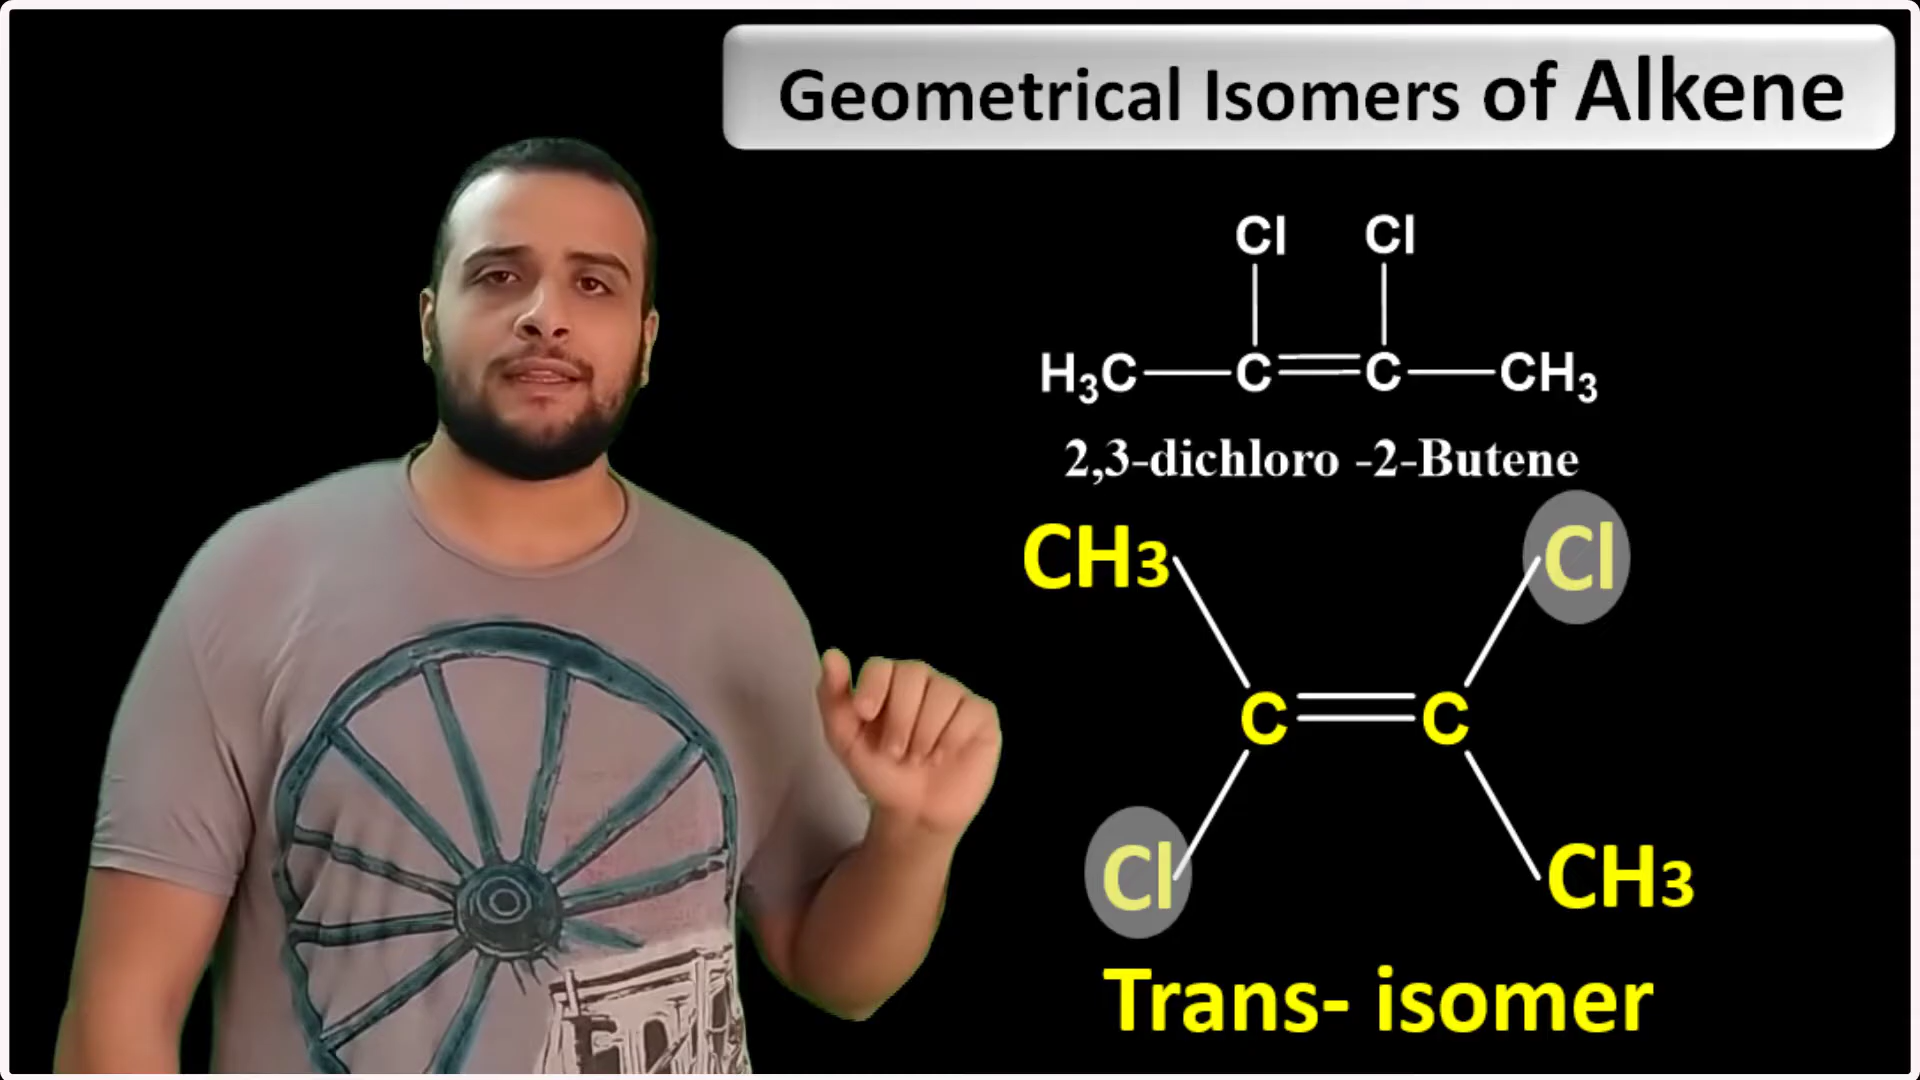 Geometrical Isomers of Alkene
Cl Cl
H₃C C C CH₃
2,3-dichloro -2-Butene
CH3 Cl
C C
Cl CH3
Trans- isomer